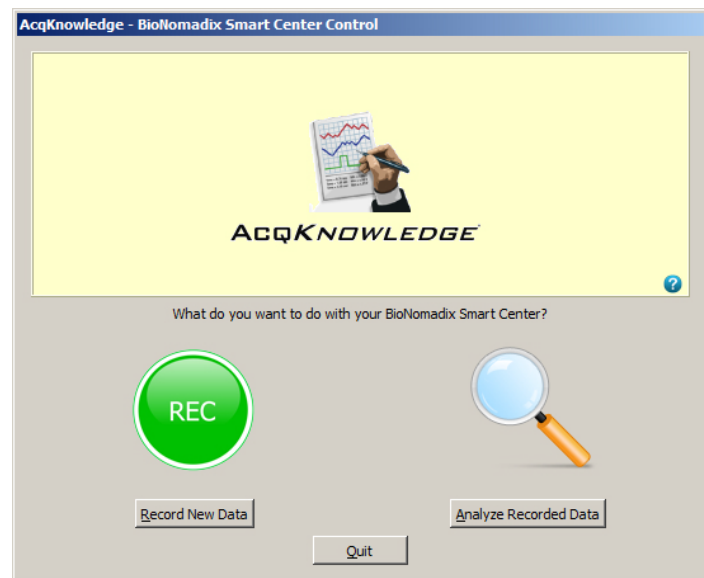 AcqKnowledge - BioNomadix Smart Center Control
ACQKNOWLEDGE
?
What do you want to do with your BioNomadix Smart Center?
REC
Record New Data
Analyze Recorded Data
Quit